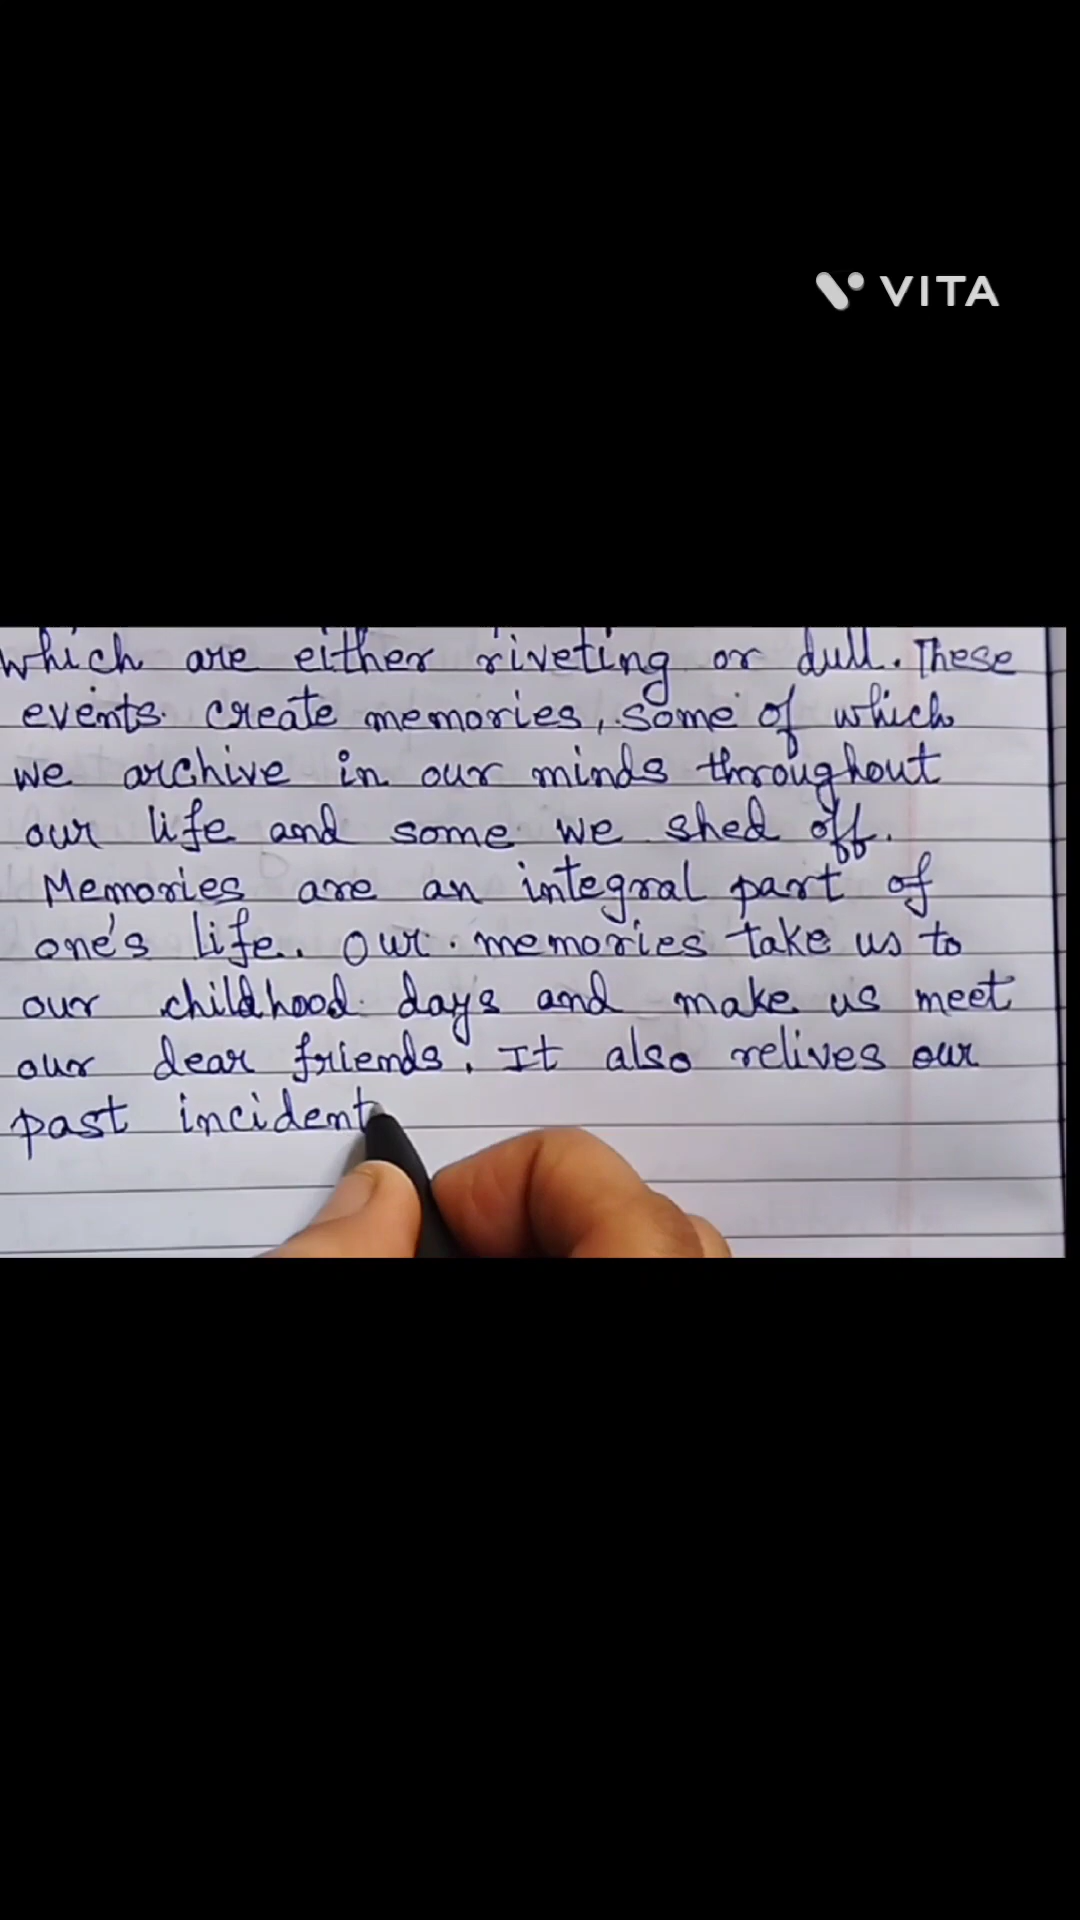 VITA
which are either riveting or dull. These
events create memories, some of which
we archive in our minds throughout
our life and some we shed off.
Memories are an integral part of
one's life. Our memories take us to
our childhood days and make us meet
our dear friends. It also relives our
past incident